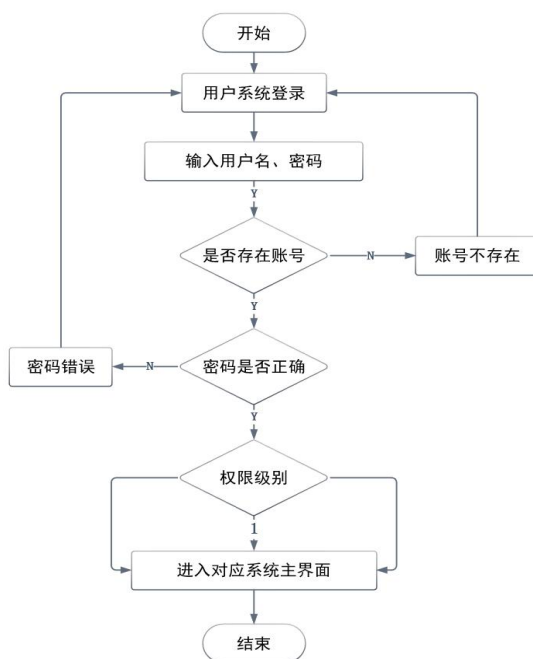 开始
用户系统登录
输入用户名、密码
Y
是否存在账号
N
账号不存在
Y
密码错误
N
密码是否正确
Y
权限级别
1
进入对应系统主界面
结束